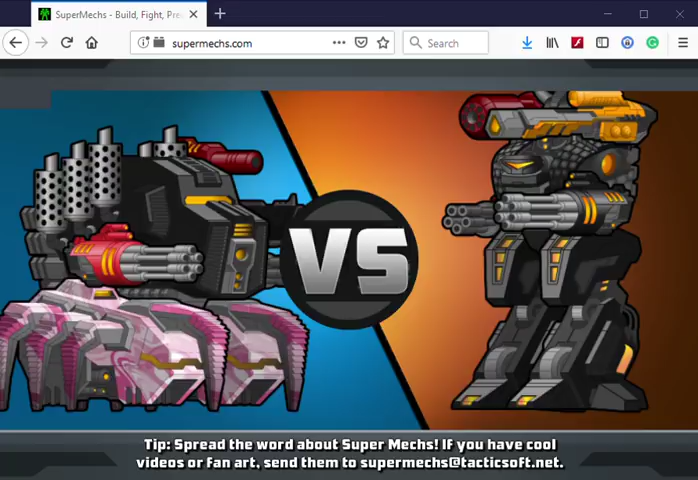 SuperMechs - Build, Fight, Pre
supermechs.com
Search
VS
Tip: Spread the word about Super Mechs! If you have cool
videos or fan art, send them to supermechs@tacticsoft.net.